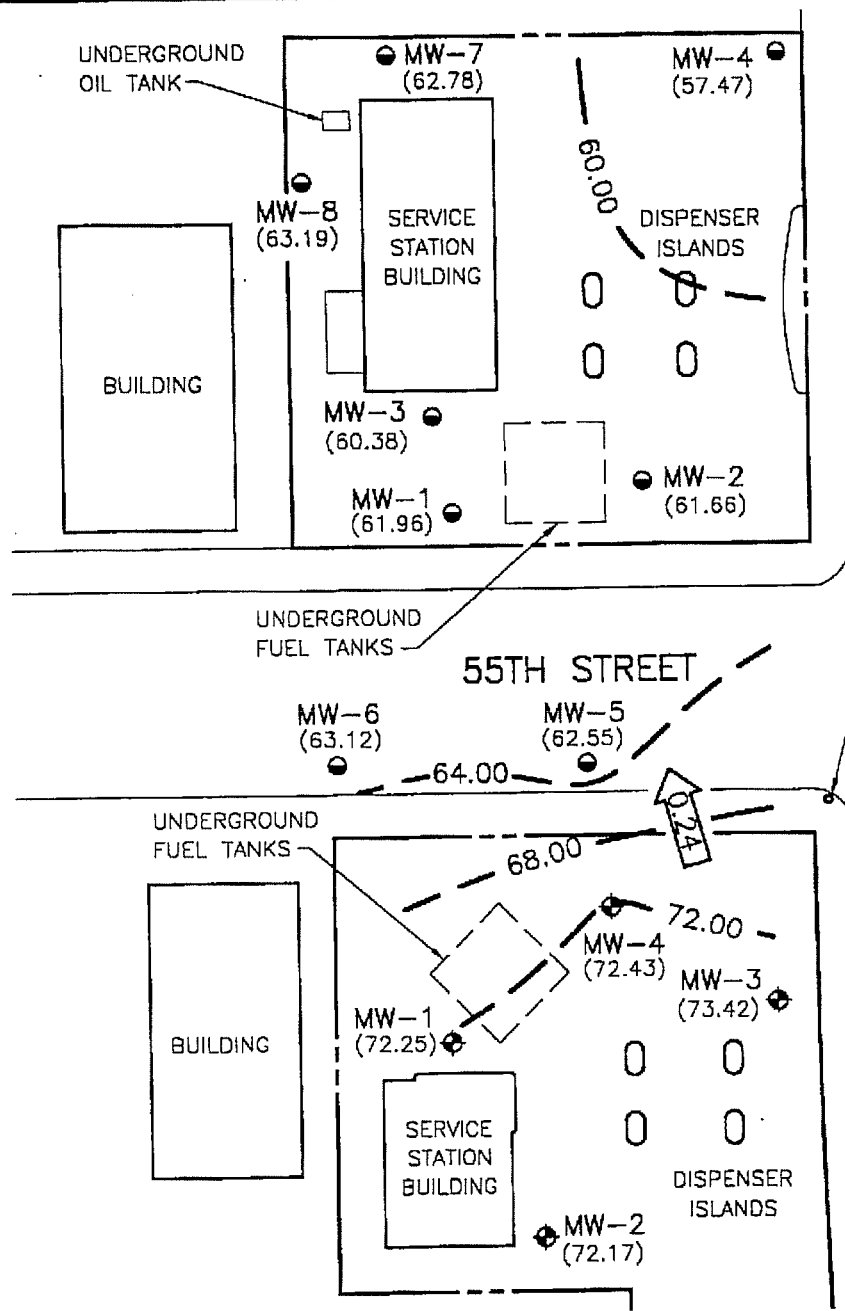 UNDERGROUND
OIL TANK
MW-7
(62.78)
MW-4
(57.47)
60.00
MW-8
(63.19)
SERVICE
STATION
BUILDING
DISPENSER
ISLANDS
BUILDING
MW-3
(60.38)
MW-1
(61.96)
MW-2
(61.66)
UNDERGROUND
FUEL TANKS
55TH STREET
MW-6
(63.12)
MW-5
(62.55)
64.00
UNDERGROUND
FUEL TANKS
0.24
68.00
72.00
MW-4
(72.43)
MW-3
(73.42)
MW-1
(72.25)
BUILDING
SERVICE
STATION
BUILDING
DISPENSER
ISLANDS
MW-2
(72.17)